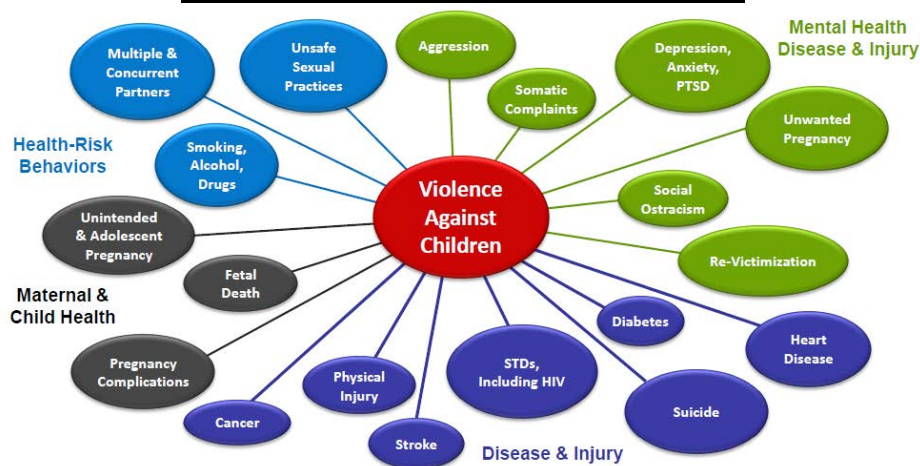 Multiple &
Concurrent
Partners
Unsafe
Sexual
Practices
Aggression
Somatic
Complaints
Depression,
Anxiety,
PTSD
Mental Health
Disease & Injury
Unwanted
Pregnancy
Health-Risk
Behaviors
Smoking,
Alcohol,
Drugs
Violence
Against
Children
Social
Ostracism
Re-Victimization
Unintended
& Adolescent
Pregnancy
Fetal
Death
Maternal &
Child Health
Pregnancy
Complications
Cancer
Physical
Injury
Stroke
STDs,
Including HIV
Diabetes
Suicide
Heart
Disease
Disease & Injury